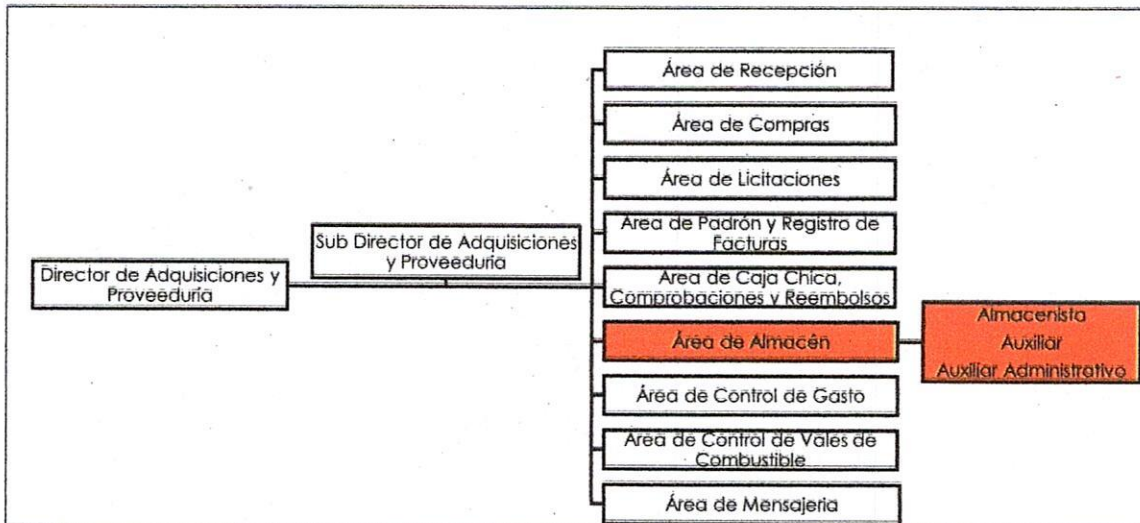 Área de Recepción
Área de Compras
Área de Licitaciones
Área de Padrón y Registro de
Facturas
Sub Director de Adquisiciones
y Proveeduría
Director de Adquisiciones y
Proveeduría
Área de Caja Chica,
Comprobaciones y Reembolsos
Área de Almacén
Almacenista
Auxiliar
Auxiliar Administrativo
Área de Control de Gasto
Área de Control de Vales de
Combustible
Área de Mensajeria